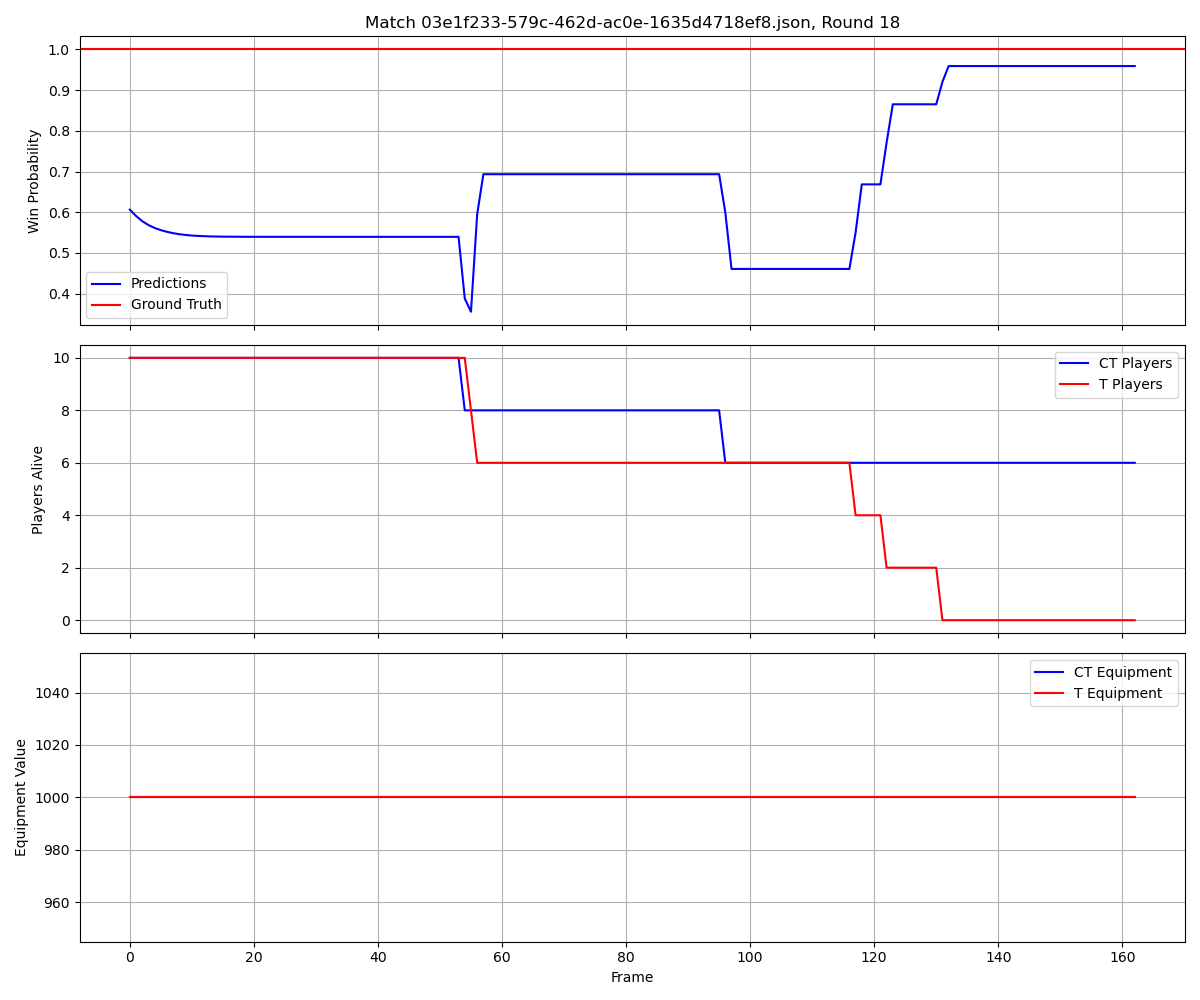 Match 03e1f233-579c-462d-ac0e-1635d4718ef8.json, Round 18
Win Probability
1.0
0.9
0.8
0.7
0.6
0.5
0.4
Predictions
Ground Truth
Players Alive
10
8
6
4
2
0
CT Players
T Players
Equipment Value
1040
1020
1000
980
960
CT Equipment
T Equipment
0 20 40 60 80 100 120 140 160
Frame